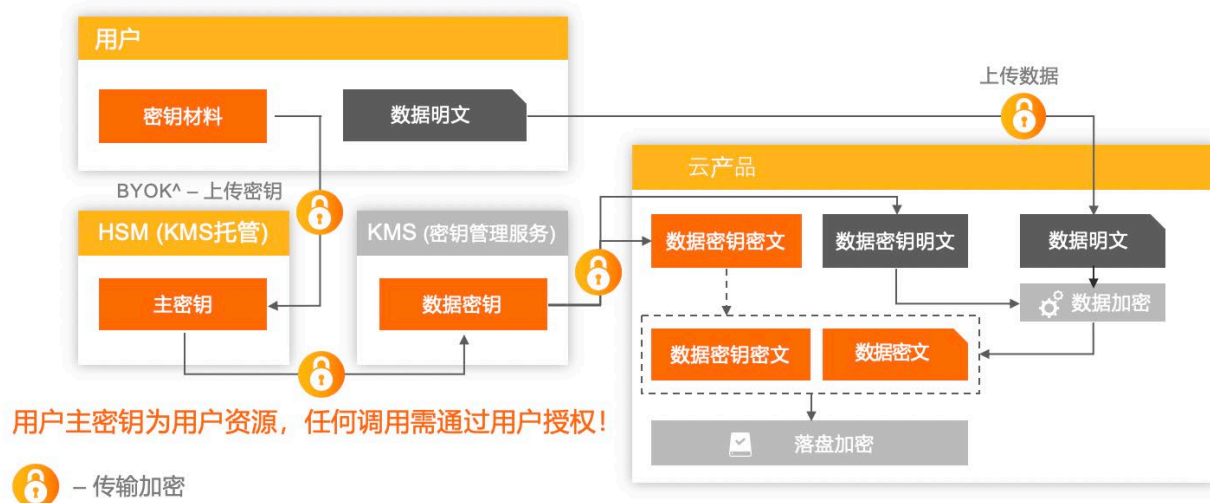 用户
上传数据
密钥材料
数据明文
云产品
BYOK^ – 上传密钥
HSM (KMS托管)
KMS (密钥管理服务)
数据密钥密文
数据密钥明文
数据明文
主密钥
数据密钥
数据加密
数据密钥密文
数据密文
用户主密钥为用户资源，任何调用需通过用户授权！
落盘加密
– 传输加密